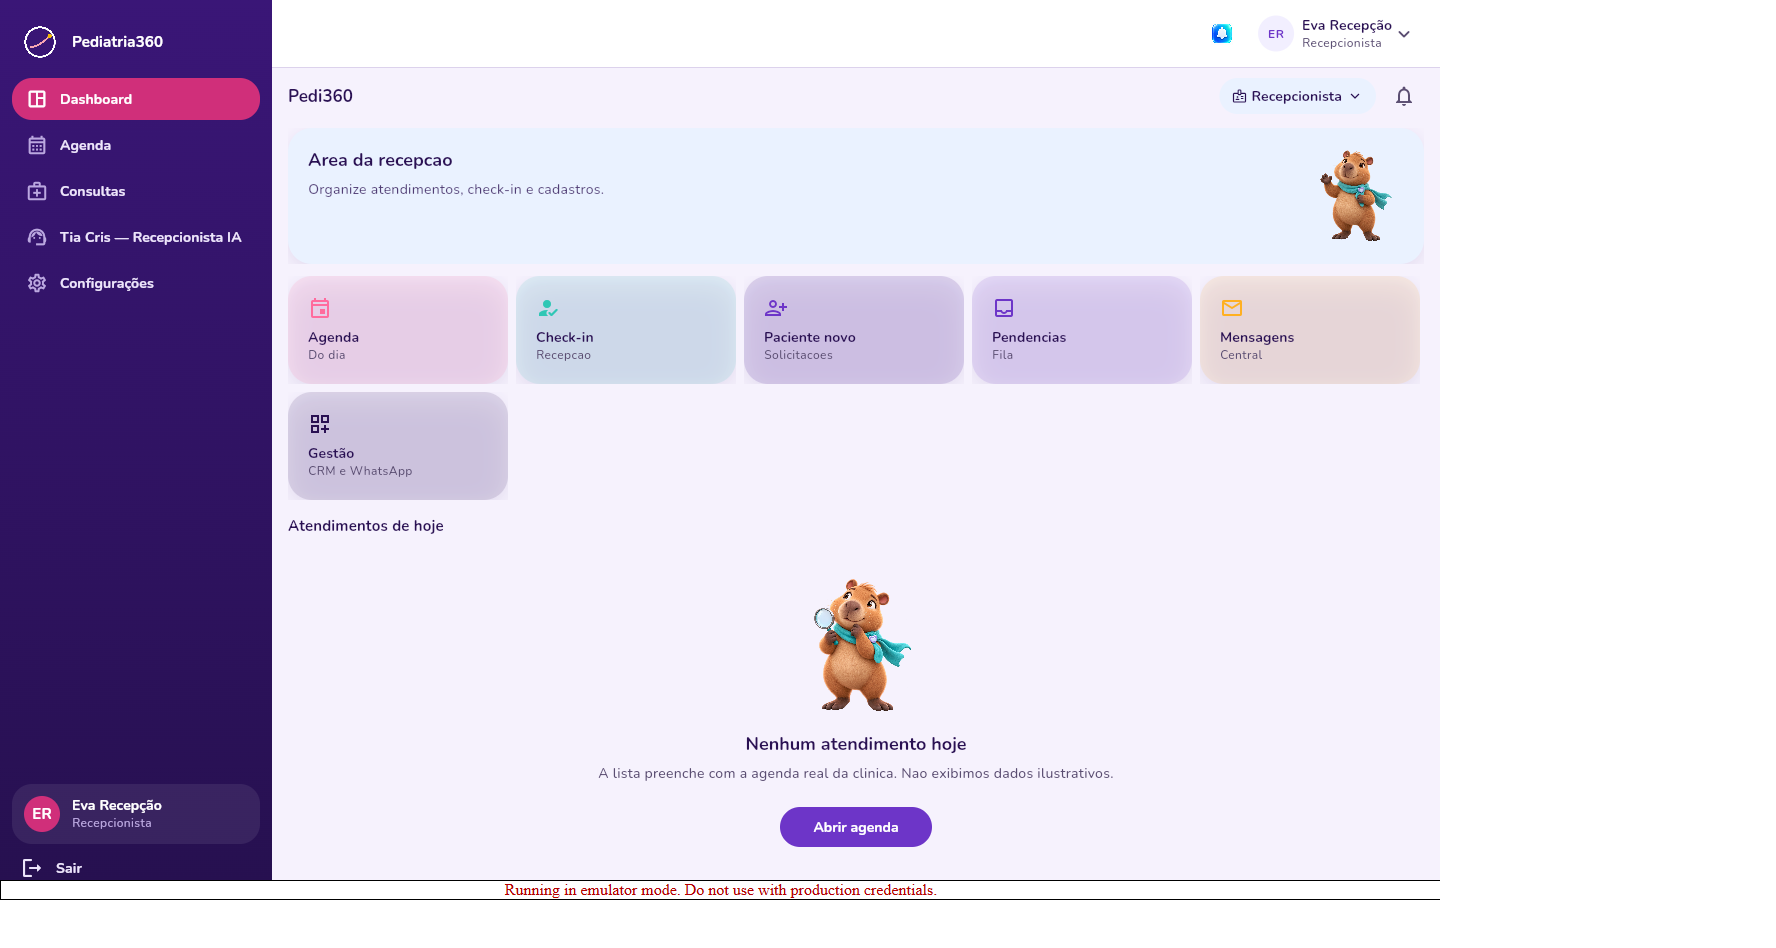 Pediatria360
Dashboard
Agenda
Consultas
Tia Cris — Recepcionista IA
Configurações
ER
Eva Recepção
Recepcionista
Sair
ER
Eva Recepção
Recepcionista
Pedi360
Recepcionista
Area da recepcao
Organize atendimentos, check-in e cadastros.
Agenda
Do dia
Check-in
Recepcao
Paciente novo
Solicitacoes
Pendencias
Fila
Mensagens
Central
Gestão
CRM e WhatsApp
Atendimentos de hoje
Nenhum atendimento hoje
A lista preenche com a agenda real da clinica. Nao exibimos dados ilustrativos.
Abrir agenda
Running in emulator mode. Do not use with production credentials.